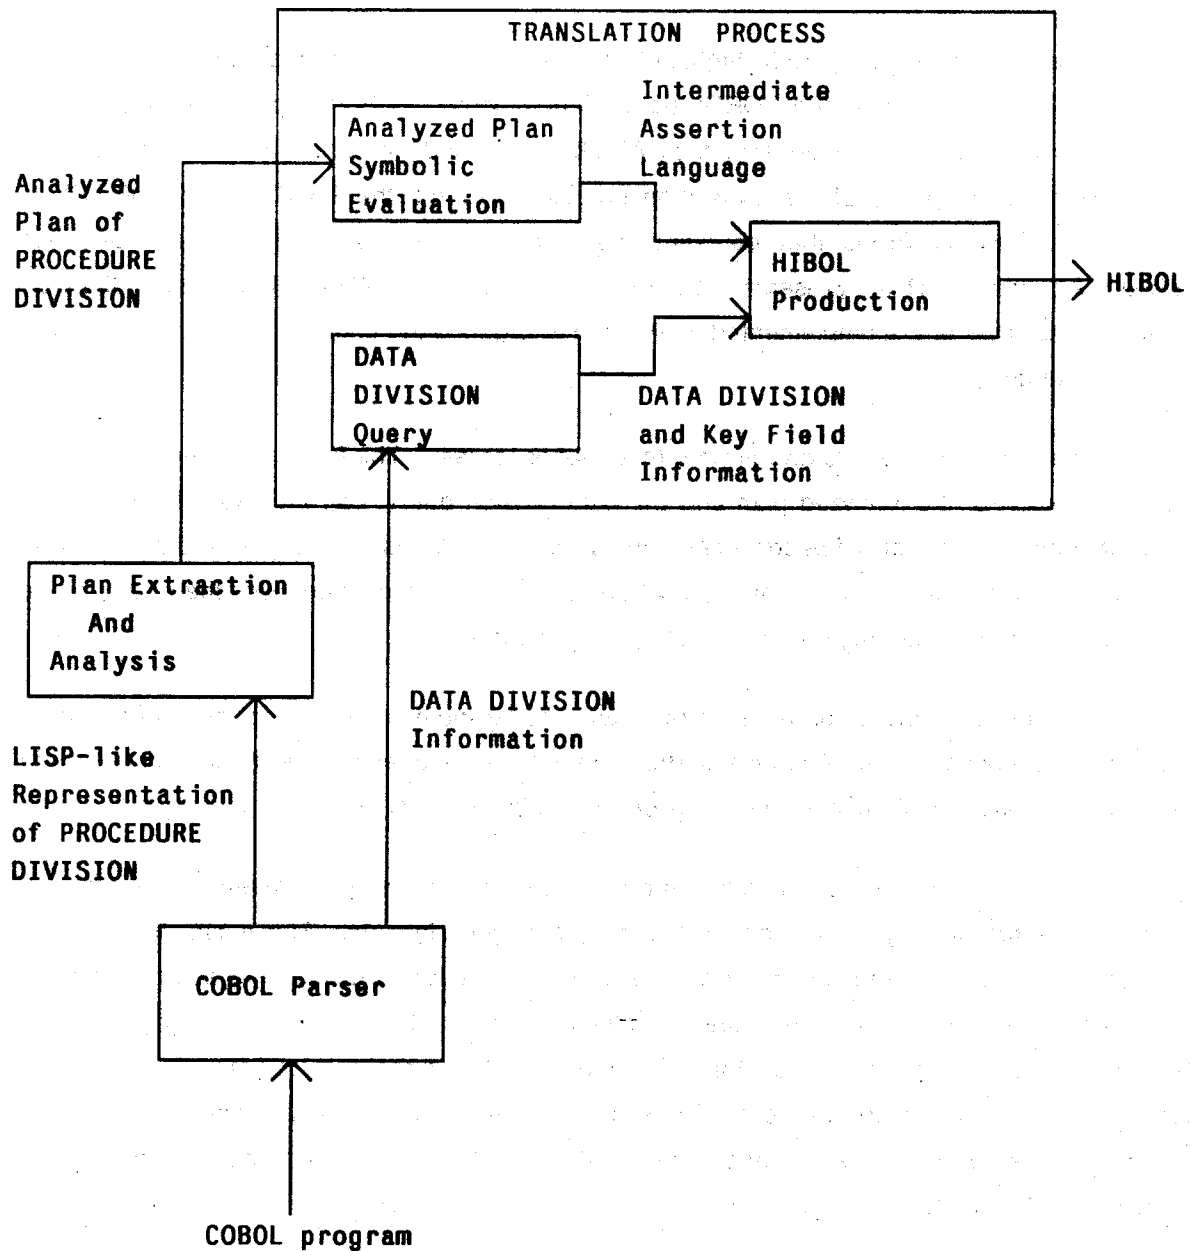 TRANSLATION PROCESS
Intermediate
Assertion
Language
Analyzed Plan
Symbolic
Evaluation
Analyzed
Plan of
PROCEDURE
DIVISION
HIBOL
Production
HIBOL
DATA
DIVISION
Query
DATA DIVISION
and Key Field
Information
Plan Extraction
And
Analysis
DATA DIVISION
Information
LISP-like
Representation
of PROCEDURE
DIVISION
COBOL Parser
COBOL program